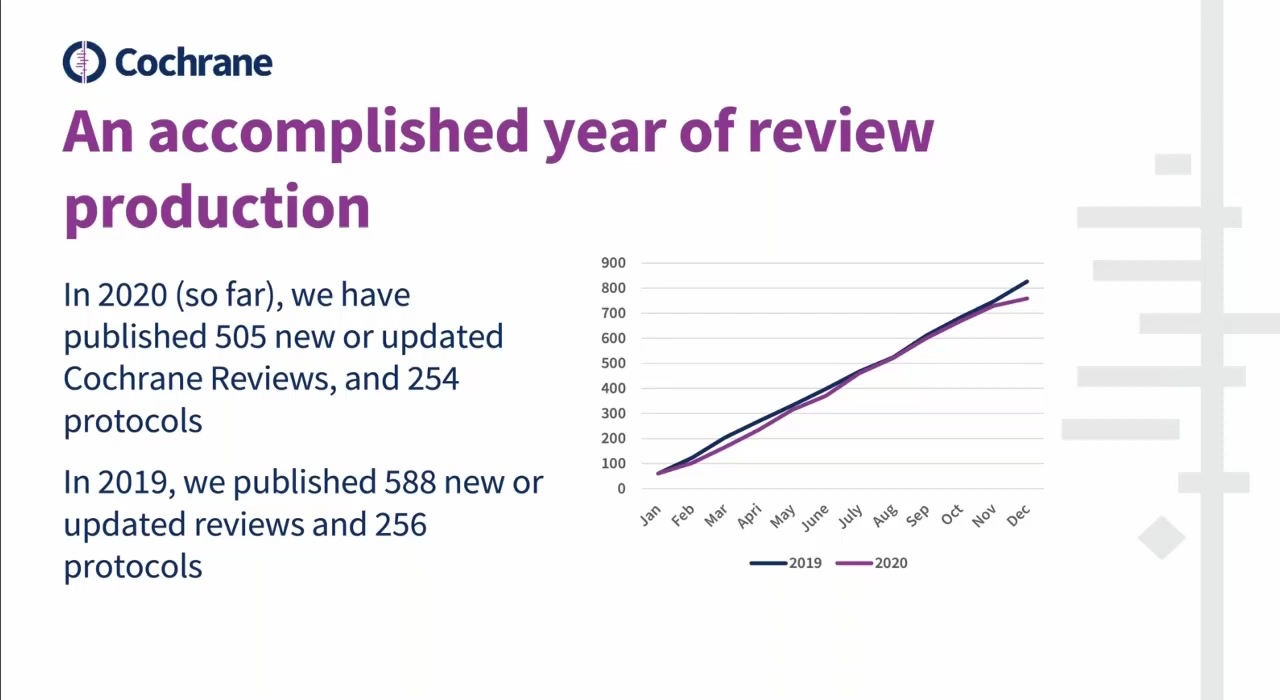 Cochrane
An accomplished year of review
production
In 2020 (so far), we have
published 505 new or updated
Cochrane Reviews, and 254
protocols
In 2019, we published 588 new or
updated reviews and 256
protocols
900
800
700
600
500
400
300
200
100
0
Jan Feb Mar Apri May June July Aug Sep Oct Nov Dec
2019 2020